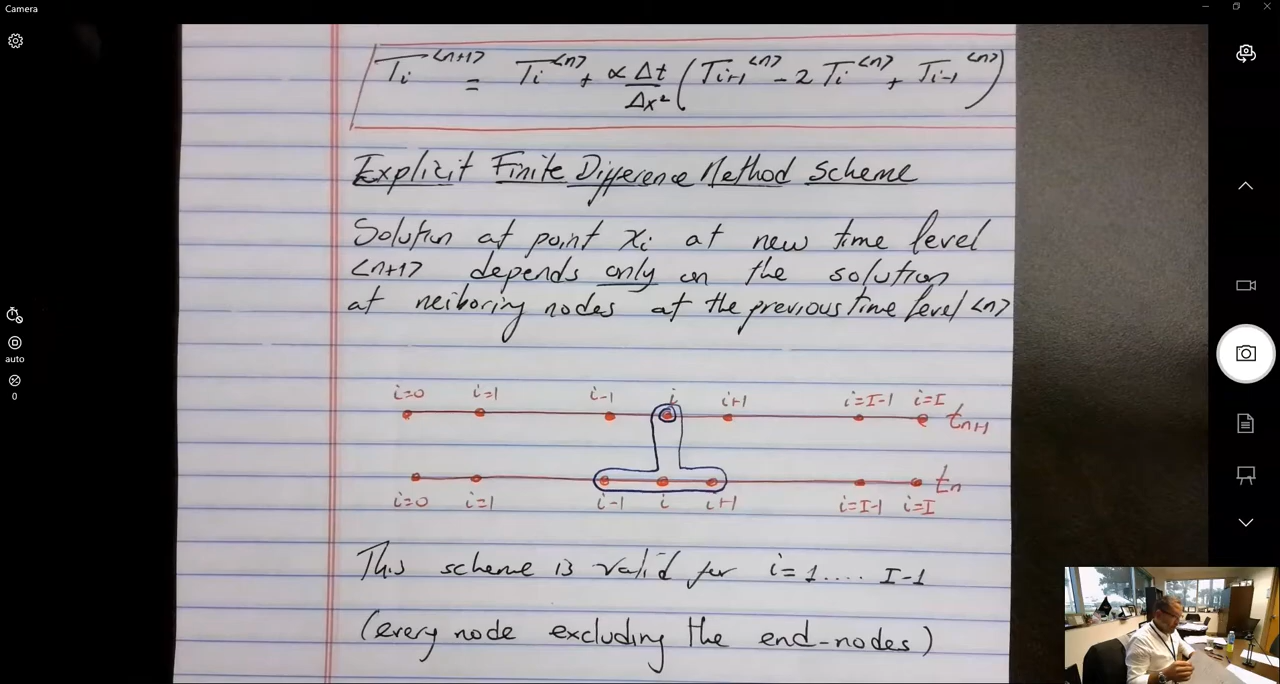 Camera
Tᵢ<n+1> = Tᵢ<n> + ∝ Δt/Δx² (Tᵢ₊₁<n> - 2 Tᵢ<n> + Tᵢ₋₁<n>)
Explicit Finite Difference Method Scheme
Solution at point xᵢ at new time level
<n+1> depends only on the solution
at neiboring nodes at the previous time level <n>
i=0 i=1 i-1 i i+1 i=I-1 i=I tₙ₊₁
auto
0
tₙ
i=0 i=1 i-1 i i+1 i=I-1 i=I
This scheme is valid for i=1.... I-1
(every node excluding the end-nodes)